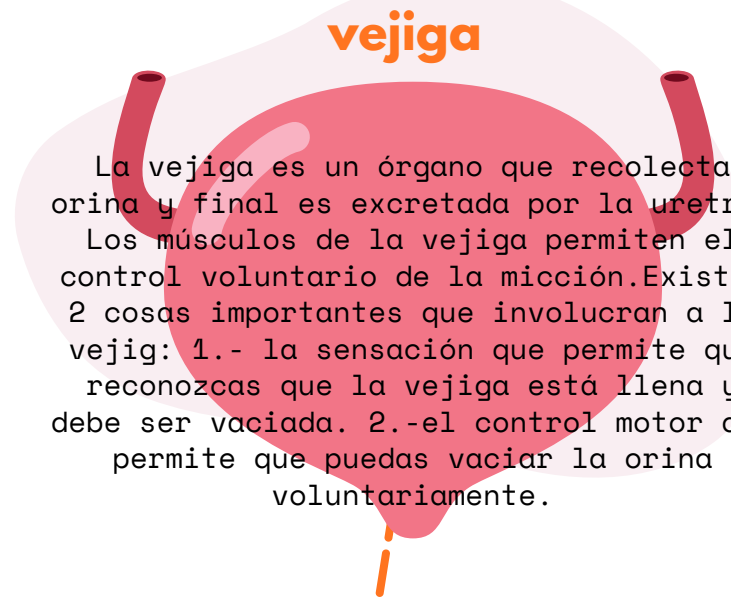 vejiga
La vejiga es un órgano que recolecta
orina y final es excretada por la uretr
Los músculos de la vejiga permiten el
control voluntario de la micción.Exist
2 cosas importantes que involucran a l
vejig: 1.- la sensación que permite qu
reconozcas que la vejiga está llena y
debe ser vaciada. 2.-el control motor
permite que puedas vaciar la orina
voluntariamente.